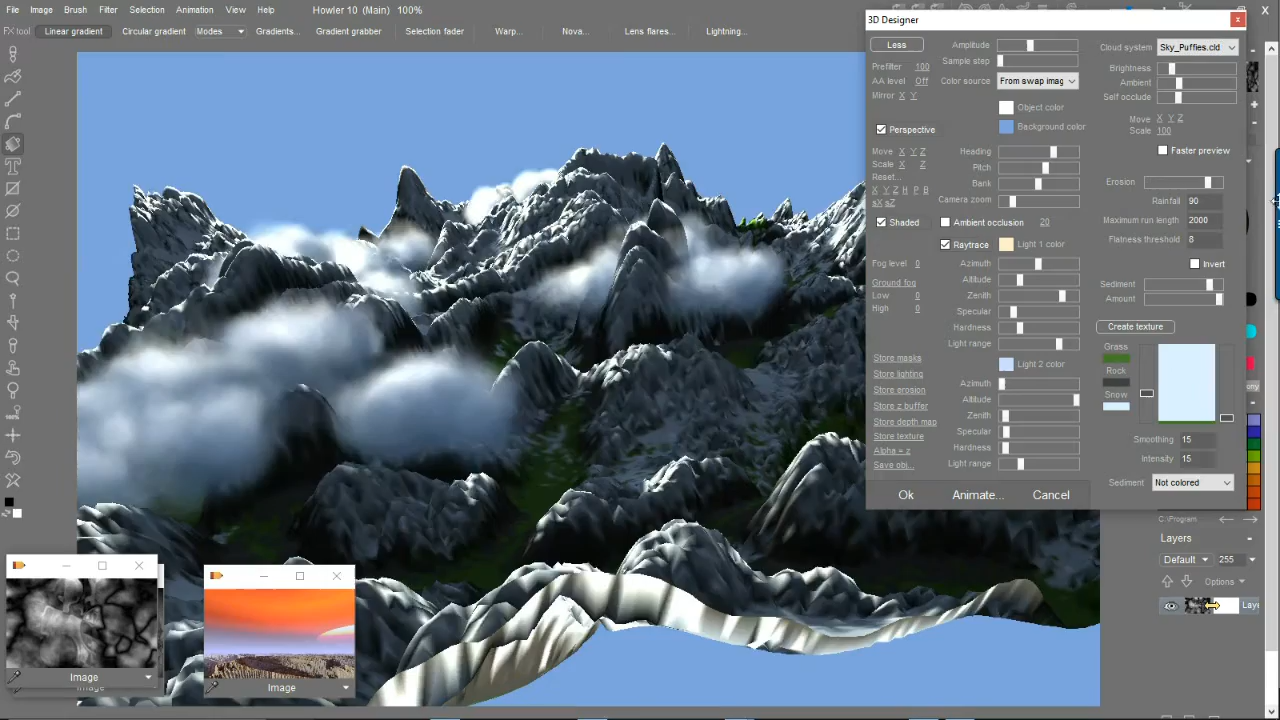 File Image Brush Filter Selection Animation View Help Howler 10 (Main) 100%
FX tool Linear gradient Circular gradient Modes Gradients... Gradient grabber Selection fader Warp... Nova... Lens flares... Lightning...
3D Designer
Less
Prefilter 100
AA level Off
Mirror X Y
Perspective
Move X Y Z
Scale X Z
Reset...
X Y Z H P B
sX sZ
Shaded
Fog level 0
Ground fog
Low 0
High 0
Store masks
Store lighting
Store erosion
Store z buffer
Store depth map
Store texture
Alpha = z
Save obj...
Amplitude
Sample step
Color source From swap imag
Object color
Background color
Heading
Pitch
Bank
Camera zoom
Ambient occlusion 20
Raytrace Light 1 color
Azimuth
Altitude
Zenith
Specular
Hardness
Light range
Light 2 color
Azimuth
Altitude
Zenith
Specular
Hardness
Light range
Ok Animate... Cancel
Cloud system Sky_Puffies.cld
Brightness
Ambient
Self occlude
Move X Y Z
Scale 100
Faster preview
Erosion
Rainfall 90
Maximum run length 2000
Flatness threshold 8
Invert
Sediment
Amount
Create texture
Grass
Rock
Snow
Smoothing 15
Intensity 15
Sediment Not colored
C:\Program
Layers
Default 255
Options
Laye
Image
Image